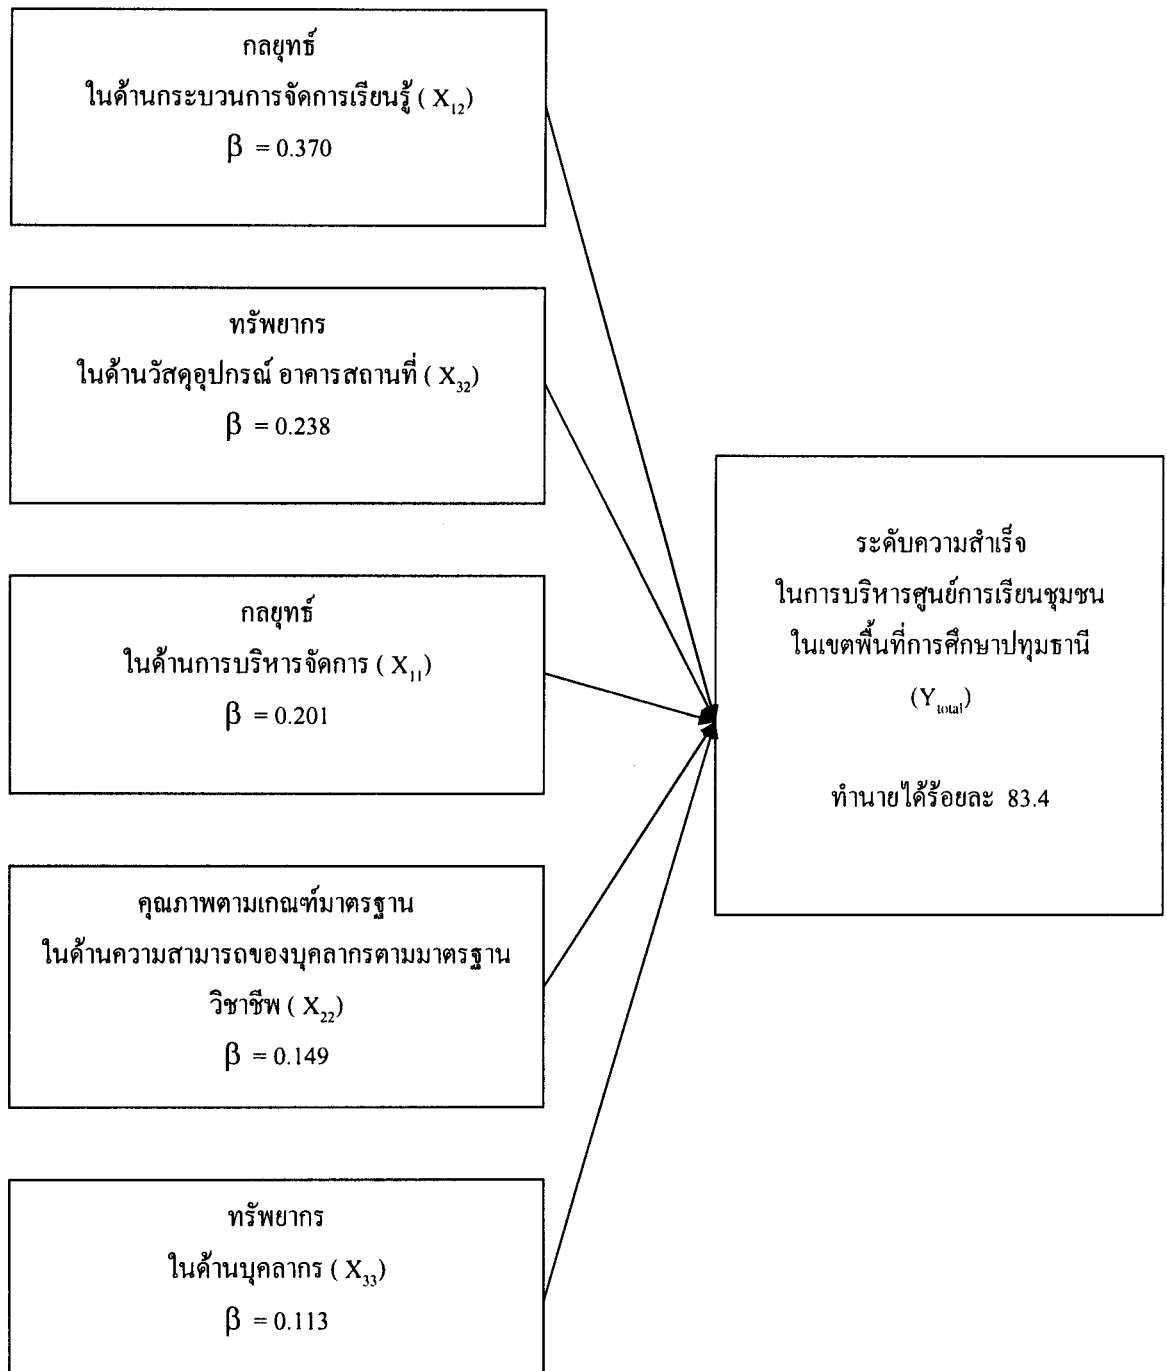 กลยุทธ์
ในด้านกระบวนการจัดการเรียนรู้ ( X₁₂)
β = 0.370
ทรัพยากร
ในด้านวัสดุอุปกรณ์ อาคารสถานที่ ( X₃₂)
β = 0.238
กลยุทธ์
ในด้านการบริหารจัดการ ( X₁₁)
β = 0.201
คุณภาพตามเกณฑ์มาตรฐาน
ในด้านความสามารถของบุคลากรตามมาตรฐาน
วิชาชีพ ( X₂₂)
β = 0.149
ทรัพยากร
ในด้านบุคลากร ( X₃₃)
β = 0.113
ระดับความสำเร็จ
ในการบริหารศูนย์การเรียนชุมชน
ในเขตพื้นที่การศึกษาปทุมธานี
(Y_total)
ทำนายได้ร้อยละ 83.4